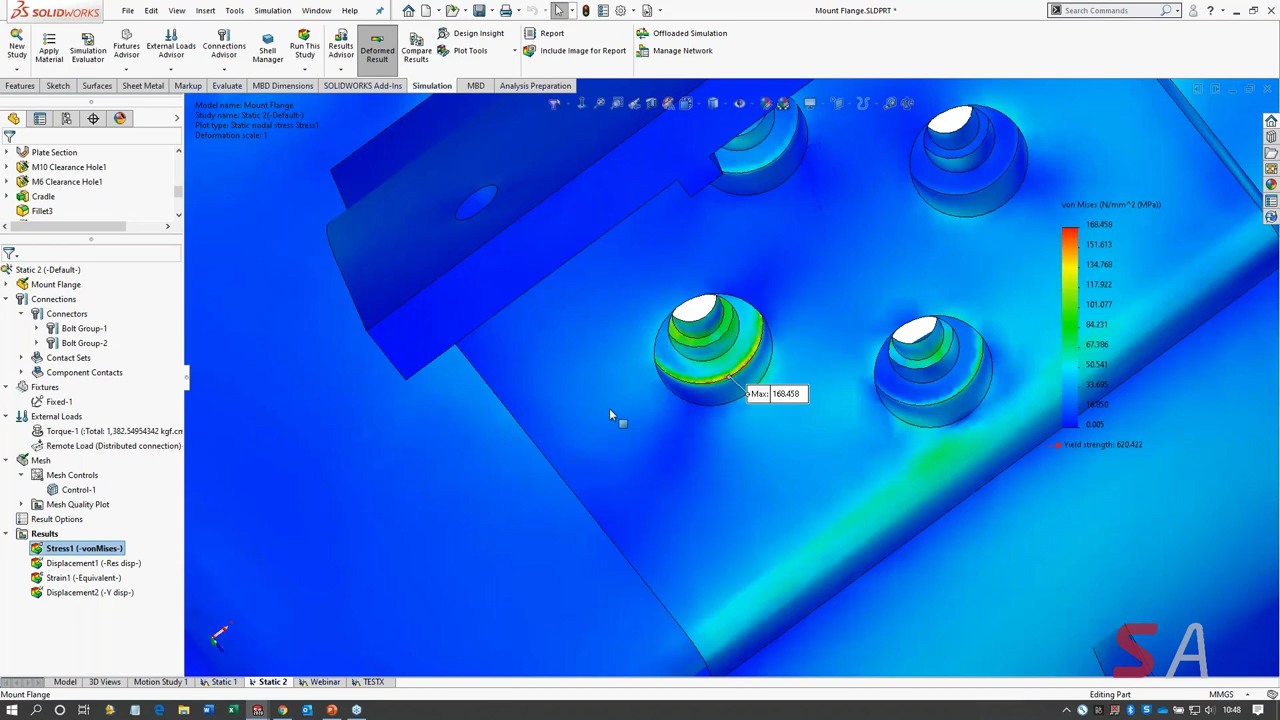 SOLIDWORKS
File Edit View Insert Tools Simulation Window Help
Mount Flange.SLDPRT *
Search Commands
New Study
Apply Material
Simulation Evaluator
Fixtures Advisor
External Loads Advisor
Connections Advisor
Shell Manager
Run This Study
Results Advisor
Deformed Result
Compare Results
Design Insight
Plot Tools
Report
Include Image for Report
Offloaded Simulation
Manage Network
Features Sketch Surfaces Sheet Metal Markup Evaluate MBD Dimensions SOLIDWORKS Add-Ins Simulation MBD Analysis Preparation
Model name: Mount Flange
Study name: Static 2(-Default-)
Plot type: Static nodal stress Stress1
Deformation scale: 1
Plate Section
M10 Clearance Hole1
M6 Clearance Hole1
Cradle
Fillet3
Static 2 (-Default-)
Mount Flange
Connections
Connectors
Bolt Group-1
Bolt Group-2
Contact Sets
Component Contacts
Fixtures
Fixed-1
External Loads
Torque-1 (:Total: 1,382.54954342 kgf.cm
Remote Load (Distributed connection)
Mesh
Mesh Controls
Control-1
Mesh Quality Plot
Result Options
Results
Stress1 (-vonMises-)
Displacement1 (-Res disp-)
Strain1 (-Equivalent-)
Displacement2 (-Y disp-)
Max: 168.458
von Mises (N/mm^2 (MPa))
168.458
151.613
134.768
117.922
101.077
84.231
67.386
50.541
33.695
16.850
0.005
Yield strength: 620.422
SA
Model 3D Views Motion Study 1 Static 1 Static 2 Webinar TESTX
Mount Flange
Editing Part
MMGS
10:48